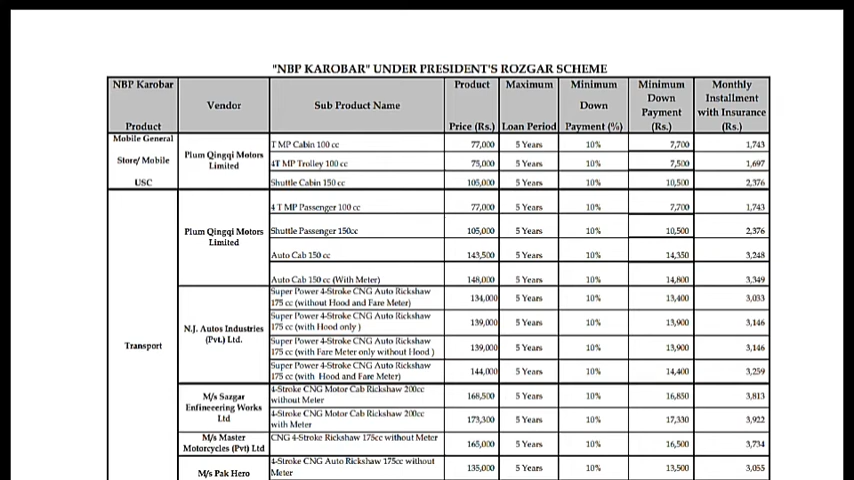 "NBP KAROBAR" UNDER PRESIDENT'S ROZGAR SCHEME
NBP Karobar Product Vendor Sub Product Name Product Price (Rs.) Maximum Loan Period Minimum Down Payment (%) Minimum Down Payment (Rs.) Monthly Installment with Insurance (Rs.)
Mobile General Store/ Mobile USC
Plum Qingqi Motors Limited
T MP Cabin 100 cc 77,000 5 Years 10% 7,700 1,743
4T MP Trolley 100 cc 75,000 5 Years 10% 7,500 1,697
Shuttle Cabin 150 cc 105,000 5 Years 10% 10,500 2,376
Transport
Plum Qingqi Motors Limited
4 T MP Passenger 100 cc 77,000 5 Years 10% 7,700 1,743
Shuttle Passenger 150cc 105,000 5 Years 10% 10,500 2,376
Auto Cab 150 cc 143,500 5 Years 10% 14,350 3,248
Auto Cab 150 cc (With Meter) 148,000 5 Years 10% 14,800 3,349
N.J. Autos Industries (Pvt.) Ltd.
Super Power 4-Stroke CNG Auto Rickshaw 175 cc (without Hood and Fare Meter) 134,000 5 Years 10% 13,400 3,033
Super Power 4-Stroke CNG Auto Rickshaw 175 cc (with Hood only ) 139,000 5 Years 10% 13,900 3,146
Super Power 4-Stroke CNG Auto Rickshaw 175 cc (with Fare Meter only without Hood ) 139,000 5 Years 10% 13,900 3,146
Super Power 4-Stroke CNG Auto Rickshaw 175 cc (with Hood and Fare Meter) 144,000 5 Years 10% 14,400 3,259
M/s Sazgar Enfineeering Works Ltd
4-Stroke CNG Motor Cab Rickshaw 200cc without Meter 168,500 5 Years 10% 16,850 3,813
4-Stroke CNG Motor Cab Rickshaw 200cc with Meter 173,300 5 Years 10% 17,330 3,922
M/s Master Motorcycles (Pvt) Ltd
CNG 4-Stroke Rickshaw 175cc without Meter 165,000 5 Years 10% 16,500 3,734
M/s Pak Hero
4-Stroke CNG Auto Rickshaw 175cc without Meter 135,000 5 Years 10% 13,500 3,055